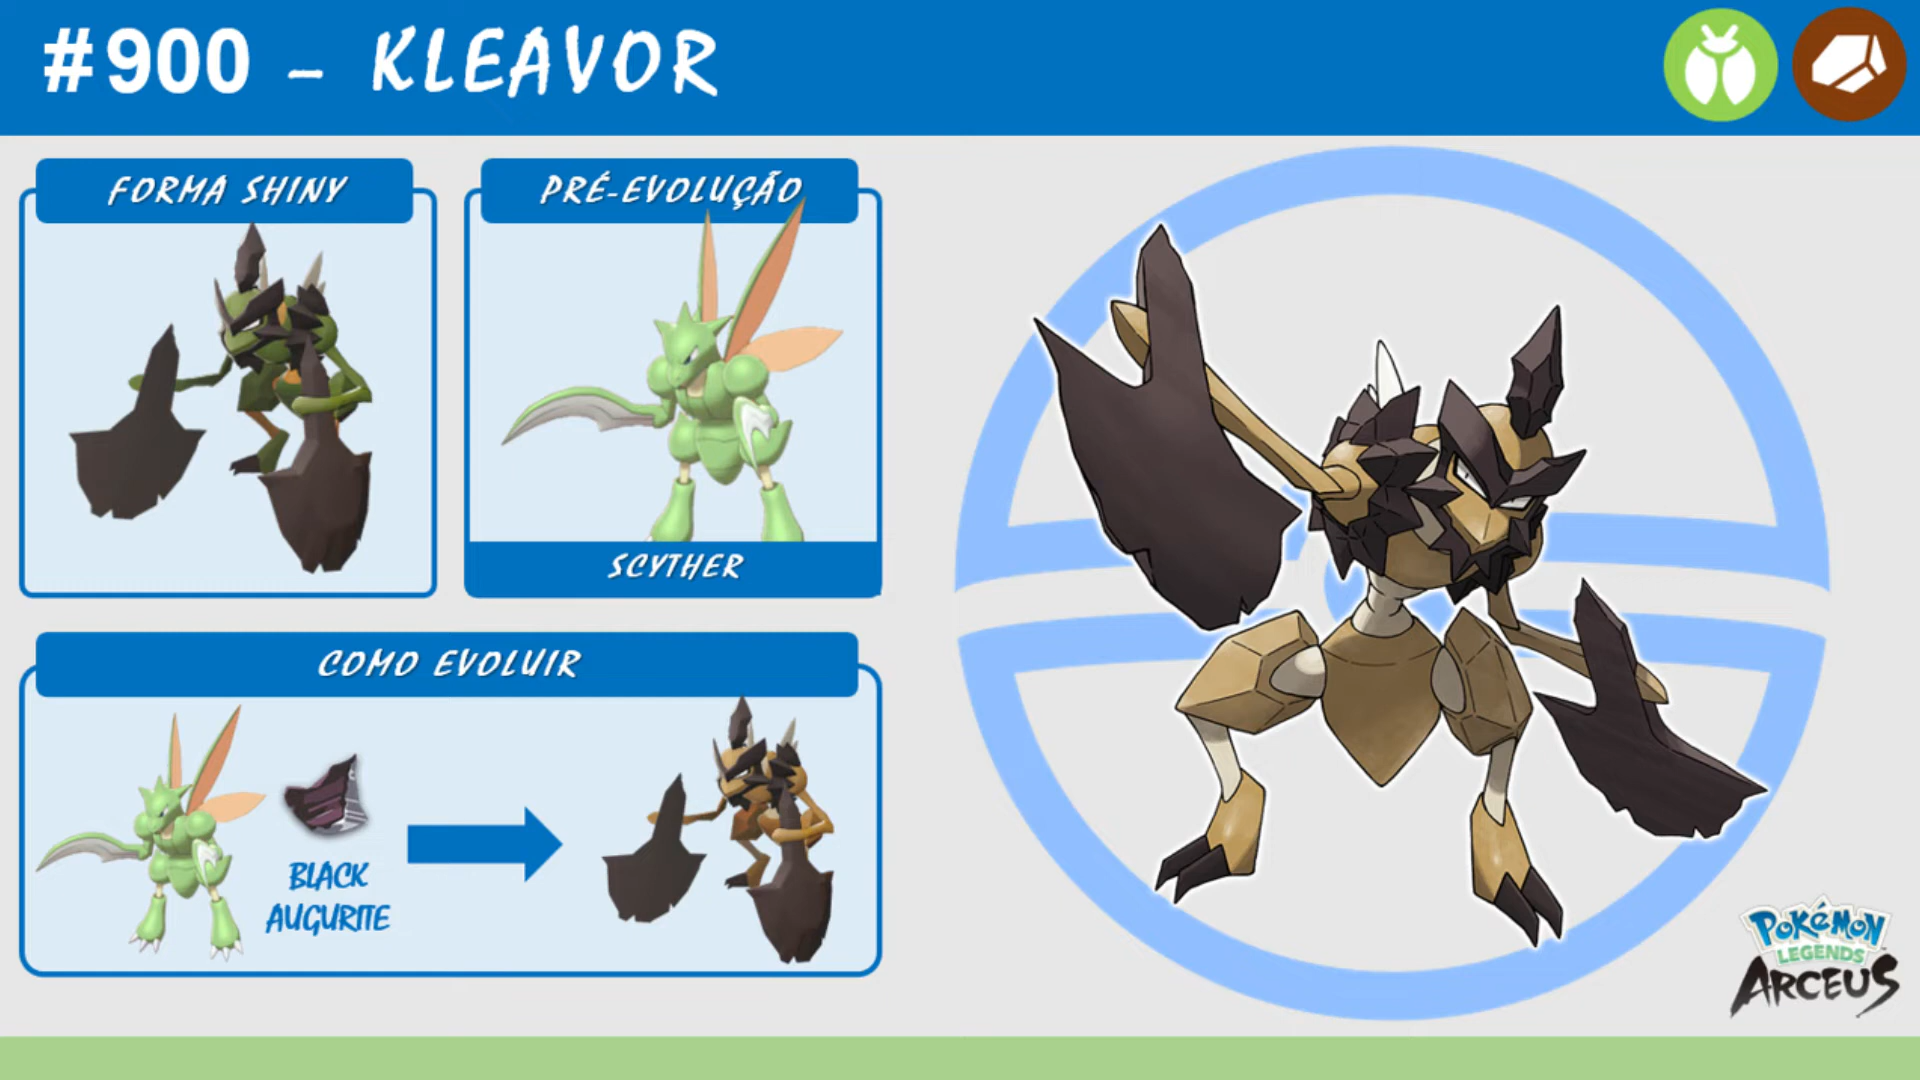 #900 - KLEAVOR
FORMA SHINY
PRÉ-EVOLUÇÃO
SCYTHER
COMO EVOLUIR
BLACK
AUGURITE
POKéMON
LEGENDS
ARCEUS